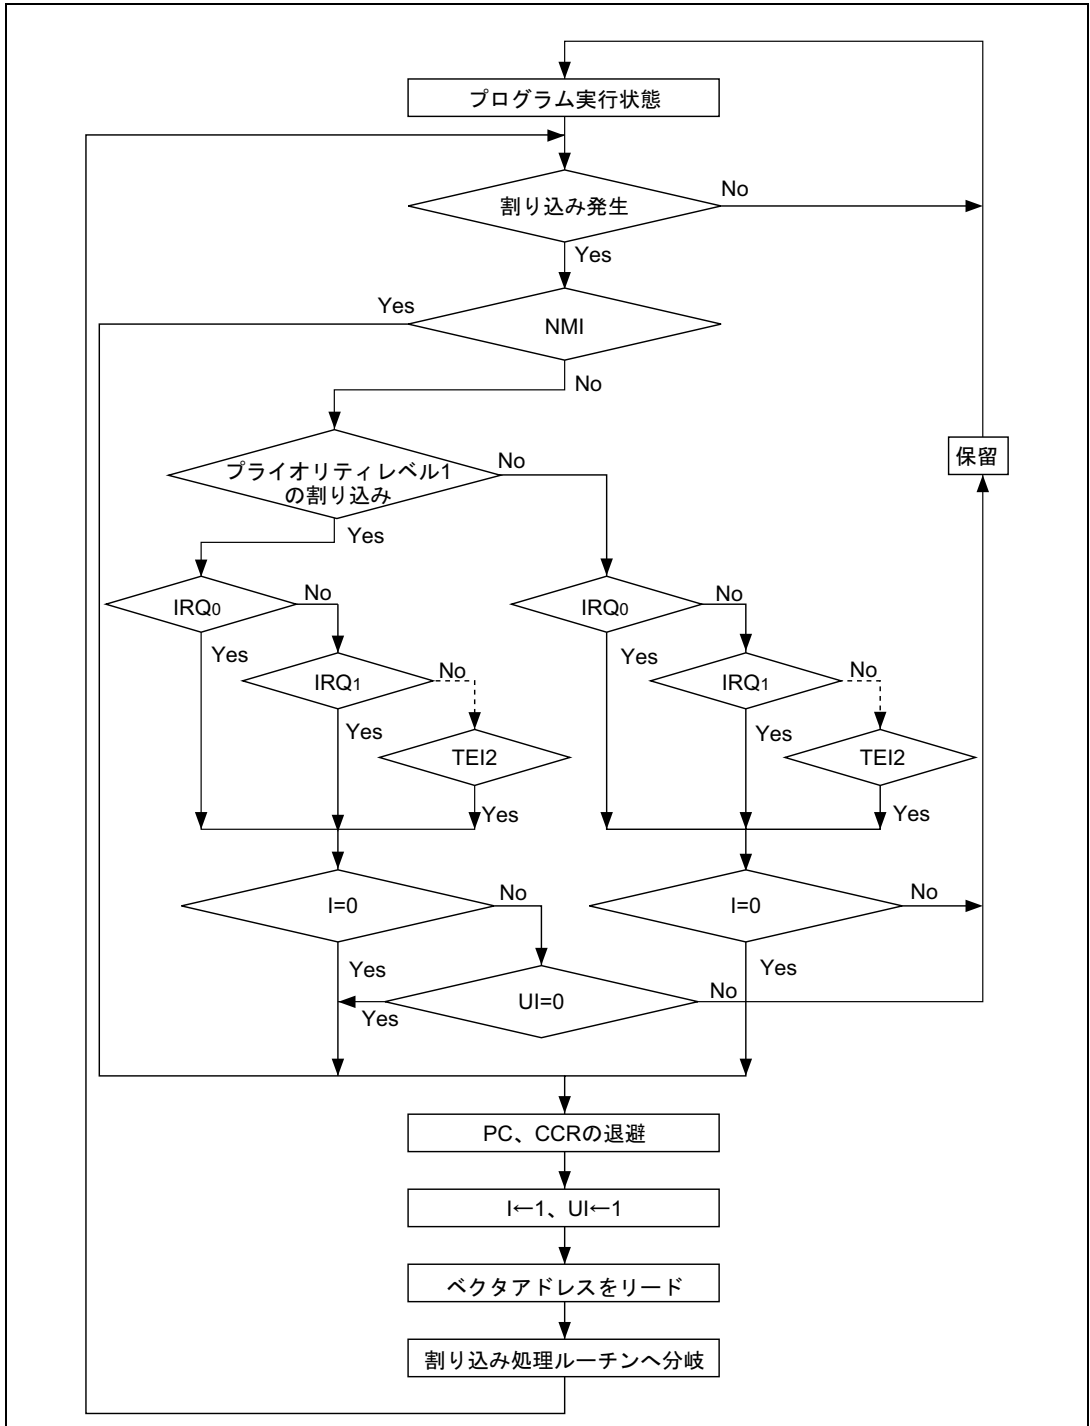 プログラム実行状態
割り込み発生
No
Yes
Yes
NMI
No
プライオリティレベル1
の割り込み
No
保留
Yes
IRQ0
No
IRQ0
No
Yes
IRQ1
No
Yes
IRQ1
No
Yes
TEI2
Yes
TEI2
Yes
Yes
I=0
No
I=0
No
Yes
Yes
UI=0
No
Yes
PC、CCRの退避
I←1、UI←1
ベクタアドレスをリード
割り込み処理ルーチンへ分岐